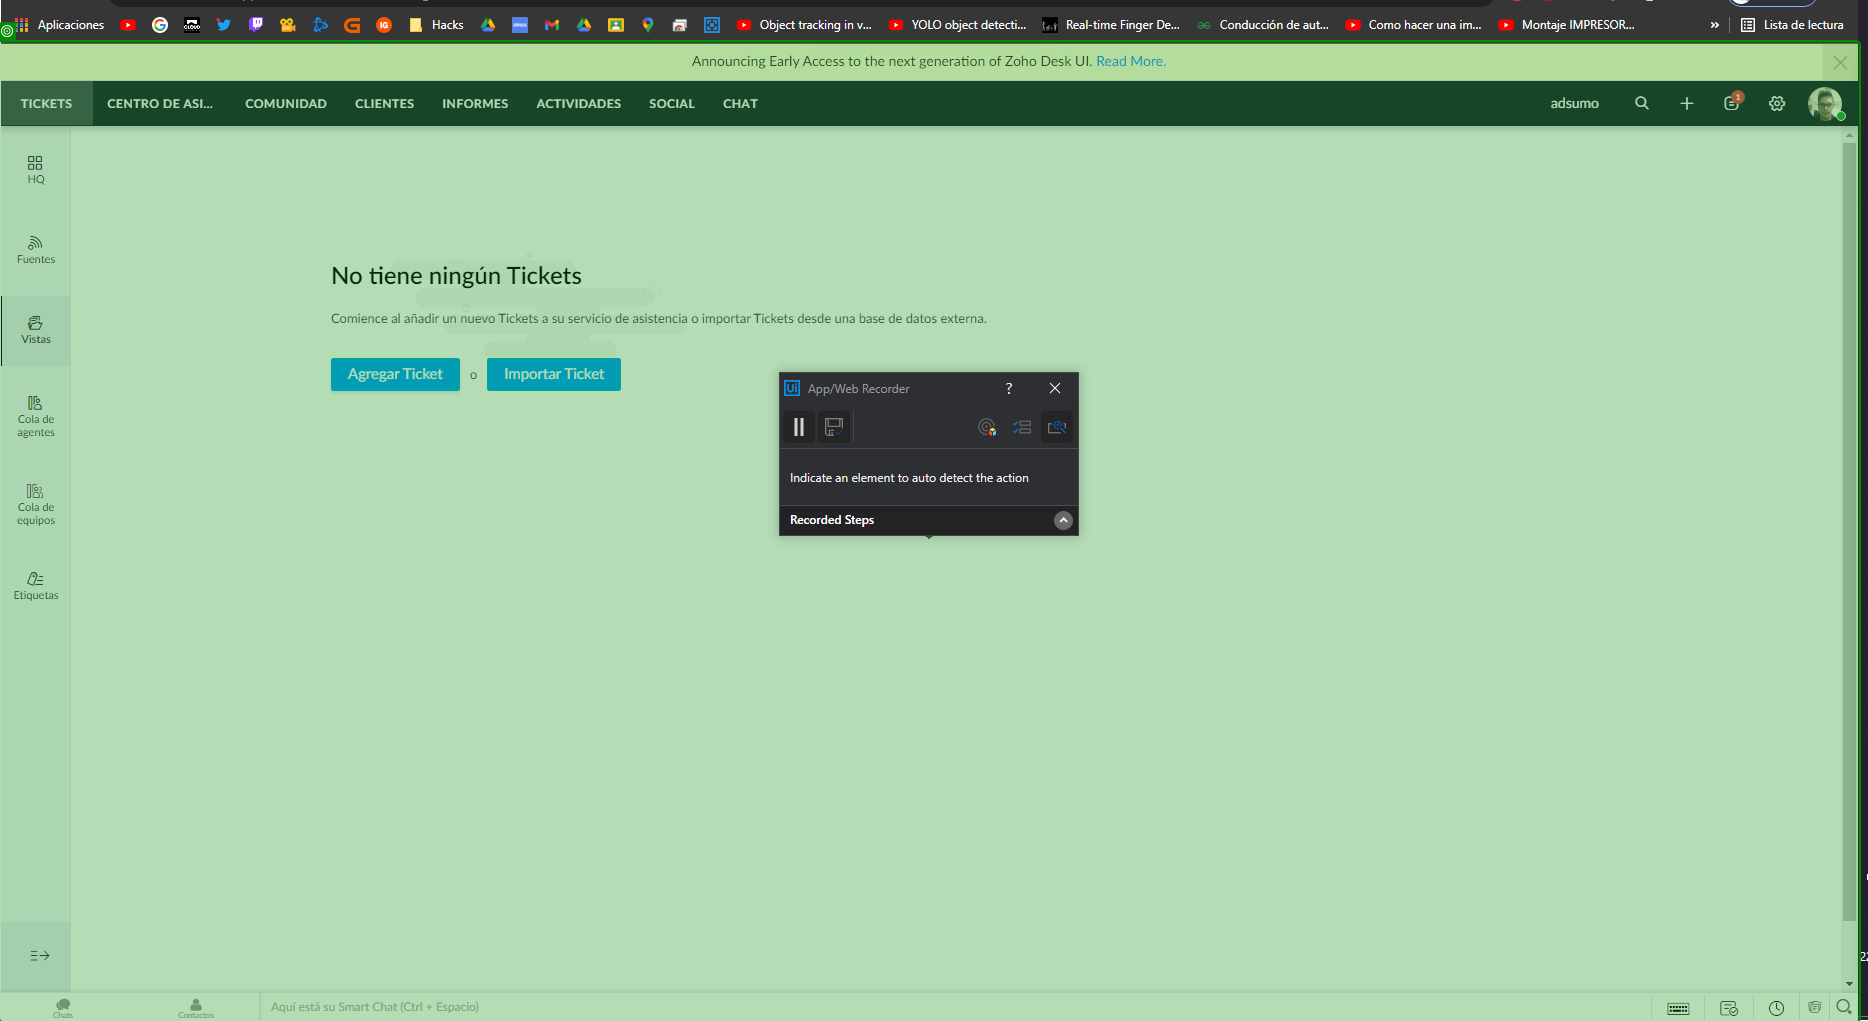 Aplicaciones Hacks Object tracking in v... YOLO object detecti... Real-time Finger De... Conducción de aut... Como hacer una im... Montaje IMPRESOR... » Lista de lectura
Announcing Early Access to the next generation of Zoho Desk UI. Read More.
TICKETS CENTRO DE ASI... COMUNIDAD CLIENTES INFORMES ACTIVIDADES SOCIAL CHAT adsumo 1
HQ
Fuentes
Vistas
Cola de
agentes
Cola de
equipos
Etiquetas
No tiene ningún Tickets
Comience al añadir un nuevo Tickets a su servicio de asistencia o importar Tickets desde una base de datos externa.
Agregar Ticket o Importar Ticket
Ui App/Web Recorder ?
Indicate an element to auto detect the action
Recorded Steps
Chats Contactos Aquí está su Smart Chat (Ctrl + Espacio)